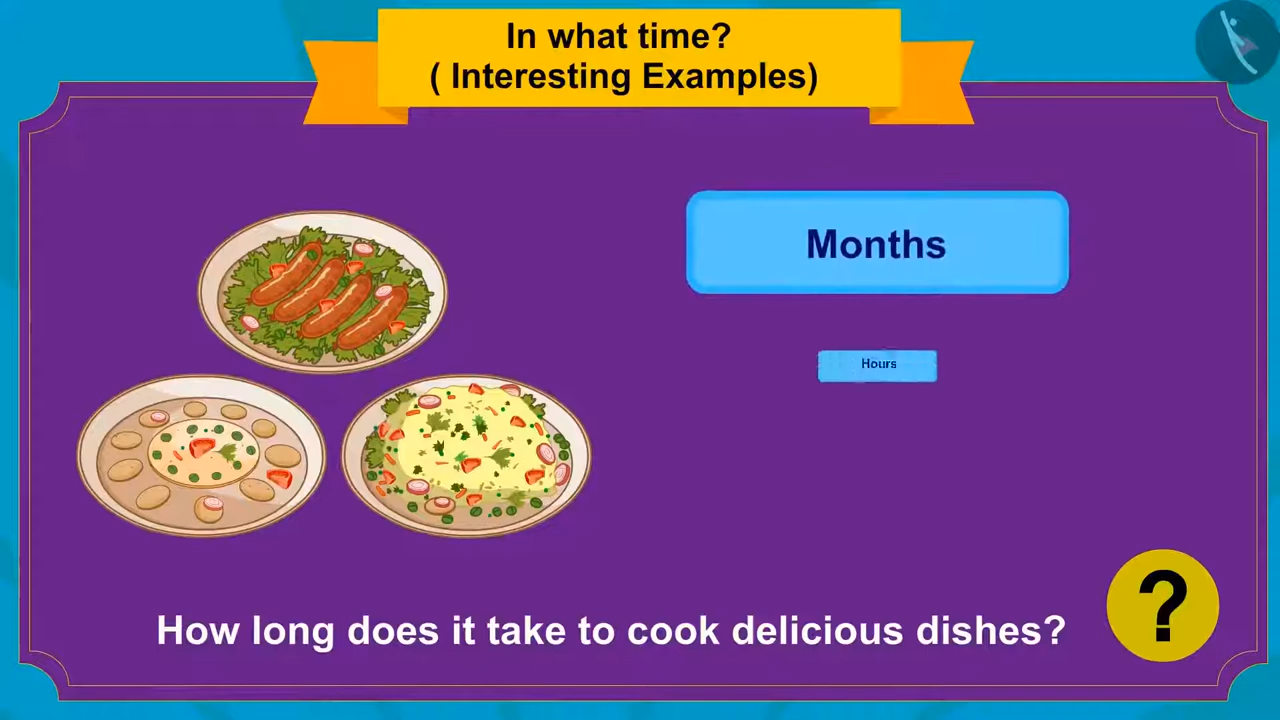 In what time?
( Interesting Examples)
Months
Hours
How long does it take to cook delicious dishes?
?